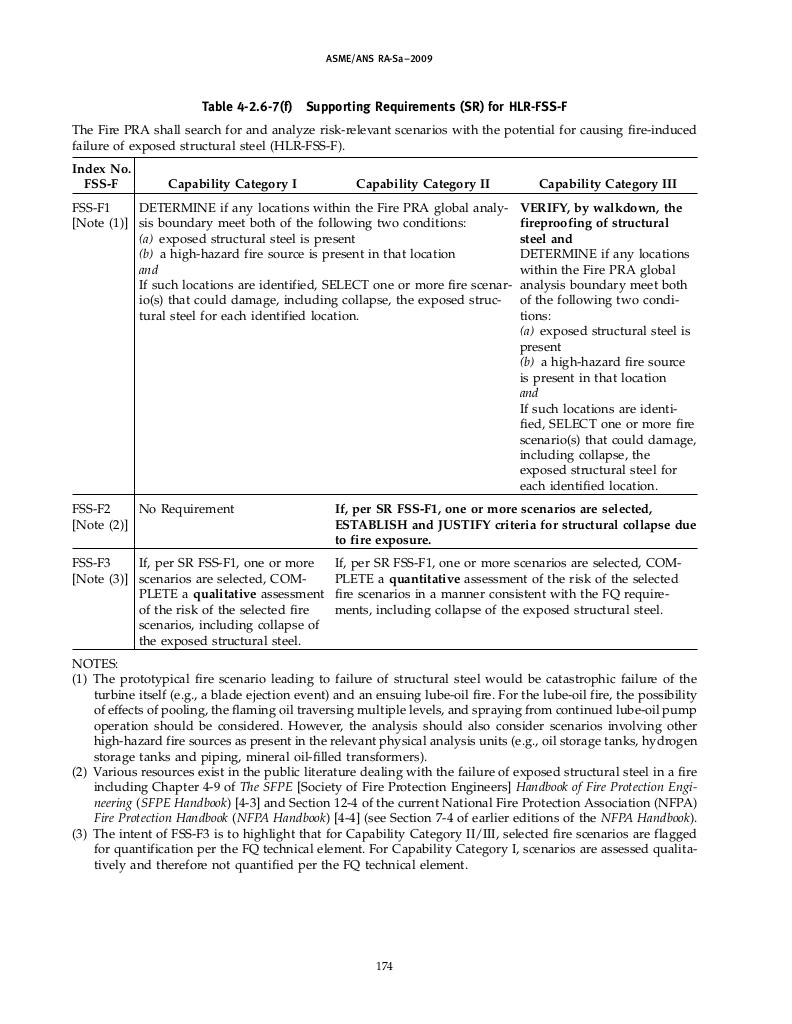 ASME/ANS RA-Sa–2009
Table 4-2.6-7(f) Supporting Requirements (SR) for HLR-FSS-F
The Fire PRA shall search for and analyze risk-relevant scenarios with the potential for causing fire-induced
failure of exposed structural steel (HLR-FSS-F).
Index No.
FSS-F
Capability Category I
Capability Category II
Capability Category III
FSS-F1
[Note (1)]
DETERMINE if any locations within the Fire PRA global analy-
sis boundary meet both of the following two conditions:
(a) exposed structural steel is present
(b) a high-hazard fire source is present in that location
and
If such locations are identified, SELECT one or more fire scenar-
io(s) that could damage, including collapse, the exposed struc-
tural steel for each identified location.
VERIFY, by walkdown, the
fireproofing of structural
steel and
DETERMINE if any locations
within the Fire PRA global
analysis boundary meet both
of the following two condi-
tions:
(a) exposed structural steel is
present
(b) a high-hazard fire source
is present in that location
and
If such locations are identi-
fied, SELECT one or more fire
scenario(s) that could damage,
including collapse, the
exposed structural steel for
each identified location.
FSS-F2
[Note (2)]
No Requirement
If, per SR FSS-F1, one or more scenarios are selected,
ESTABLISH and JUSTIFY criteria for structural collapse due
to fire exposure.
FSS-F3
[Note (3)]
If, per SR FSS-F1, one or more
scenarios are selected, COM-
PLETE a qualitative assessment
of the risk of the selected fire
scenarios, including collapse of
the exposed structural steel.
If, per SR FSS-F1, one or more scenarios are selected, COM-
PLETE a quantitative assessment of the risk of the selected
fire scenarios in a manner consistent with the FQ require-
ments, including collapse of the exposed structural steel.
NOTES:
(1) The prototypical fire scenario leading to failure of structural steel would be catastrophic failure of the
turbine itself (e.g., a blade ejection event) and an ensuing lube-oil fire. For the lube-oil fire, the possibility
of effects of pooling, the flaming oil traversing multiple levels, and spraying from continued lube-oil pump
operation should be considered. However, the analysis should also consider scenarios involving other
high-hazard fire sources as present in the relevant physical analysis units (e.g., oil storage tanks, hydrogen
storage tanks and piping, mineral oil-filled transformers).
(2) Various resources exist in the public literature dealing with the failure of exposed structural steel in a fire
including Chapter 4-9 of The SFPE [Society of Fire Protection Engineers] Handbook of Fire Protection Engi-
neering (SFPE Handbook) [4-3] and Section 12-4 of the current National Fire Protection Association (NFPA)
Fire Protection Handbook (NFPA Handbook) [4-4] (see Section 7-4 of earlier editions of the NFPA Handbook).
(3) The intent of FSS-F3 is to highlight that for Capability Category II/III, selected fire scenarios are flagged
for quantification per the FQ technical element. For Capability Category I, scenarios are assessed qualita-
tively and therefore not quantified per the FQ technical element.
174